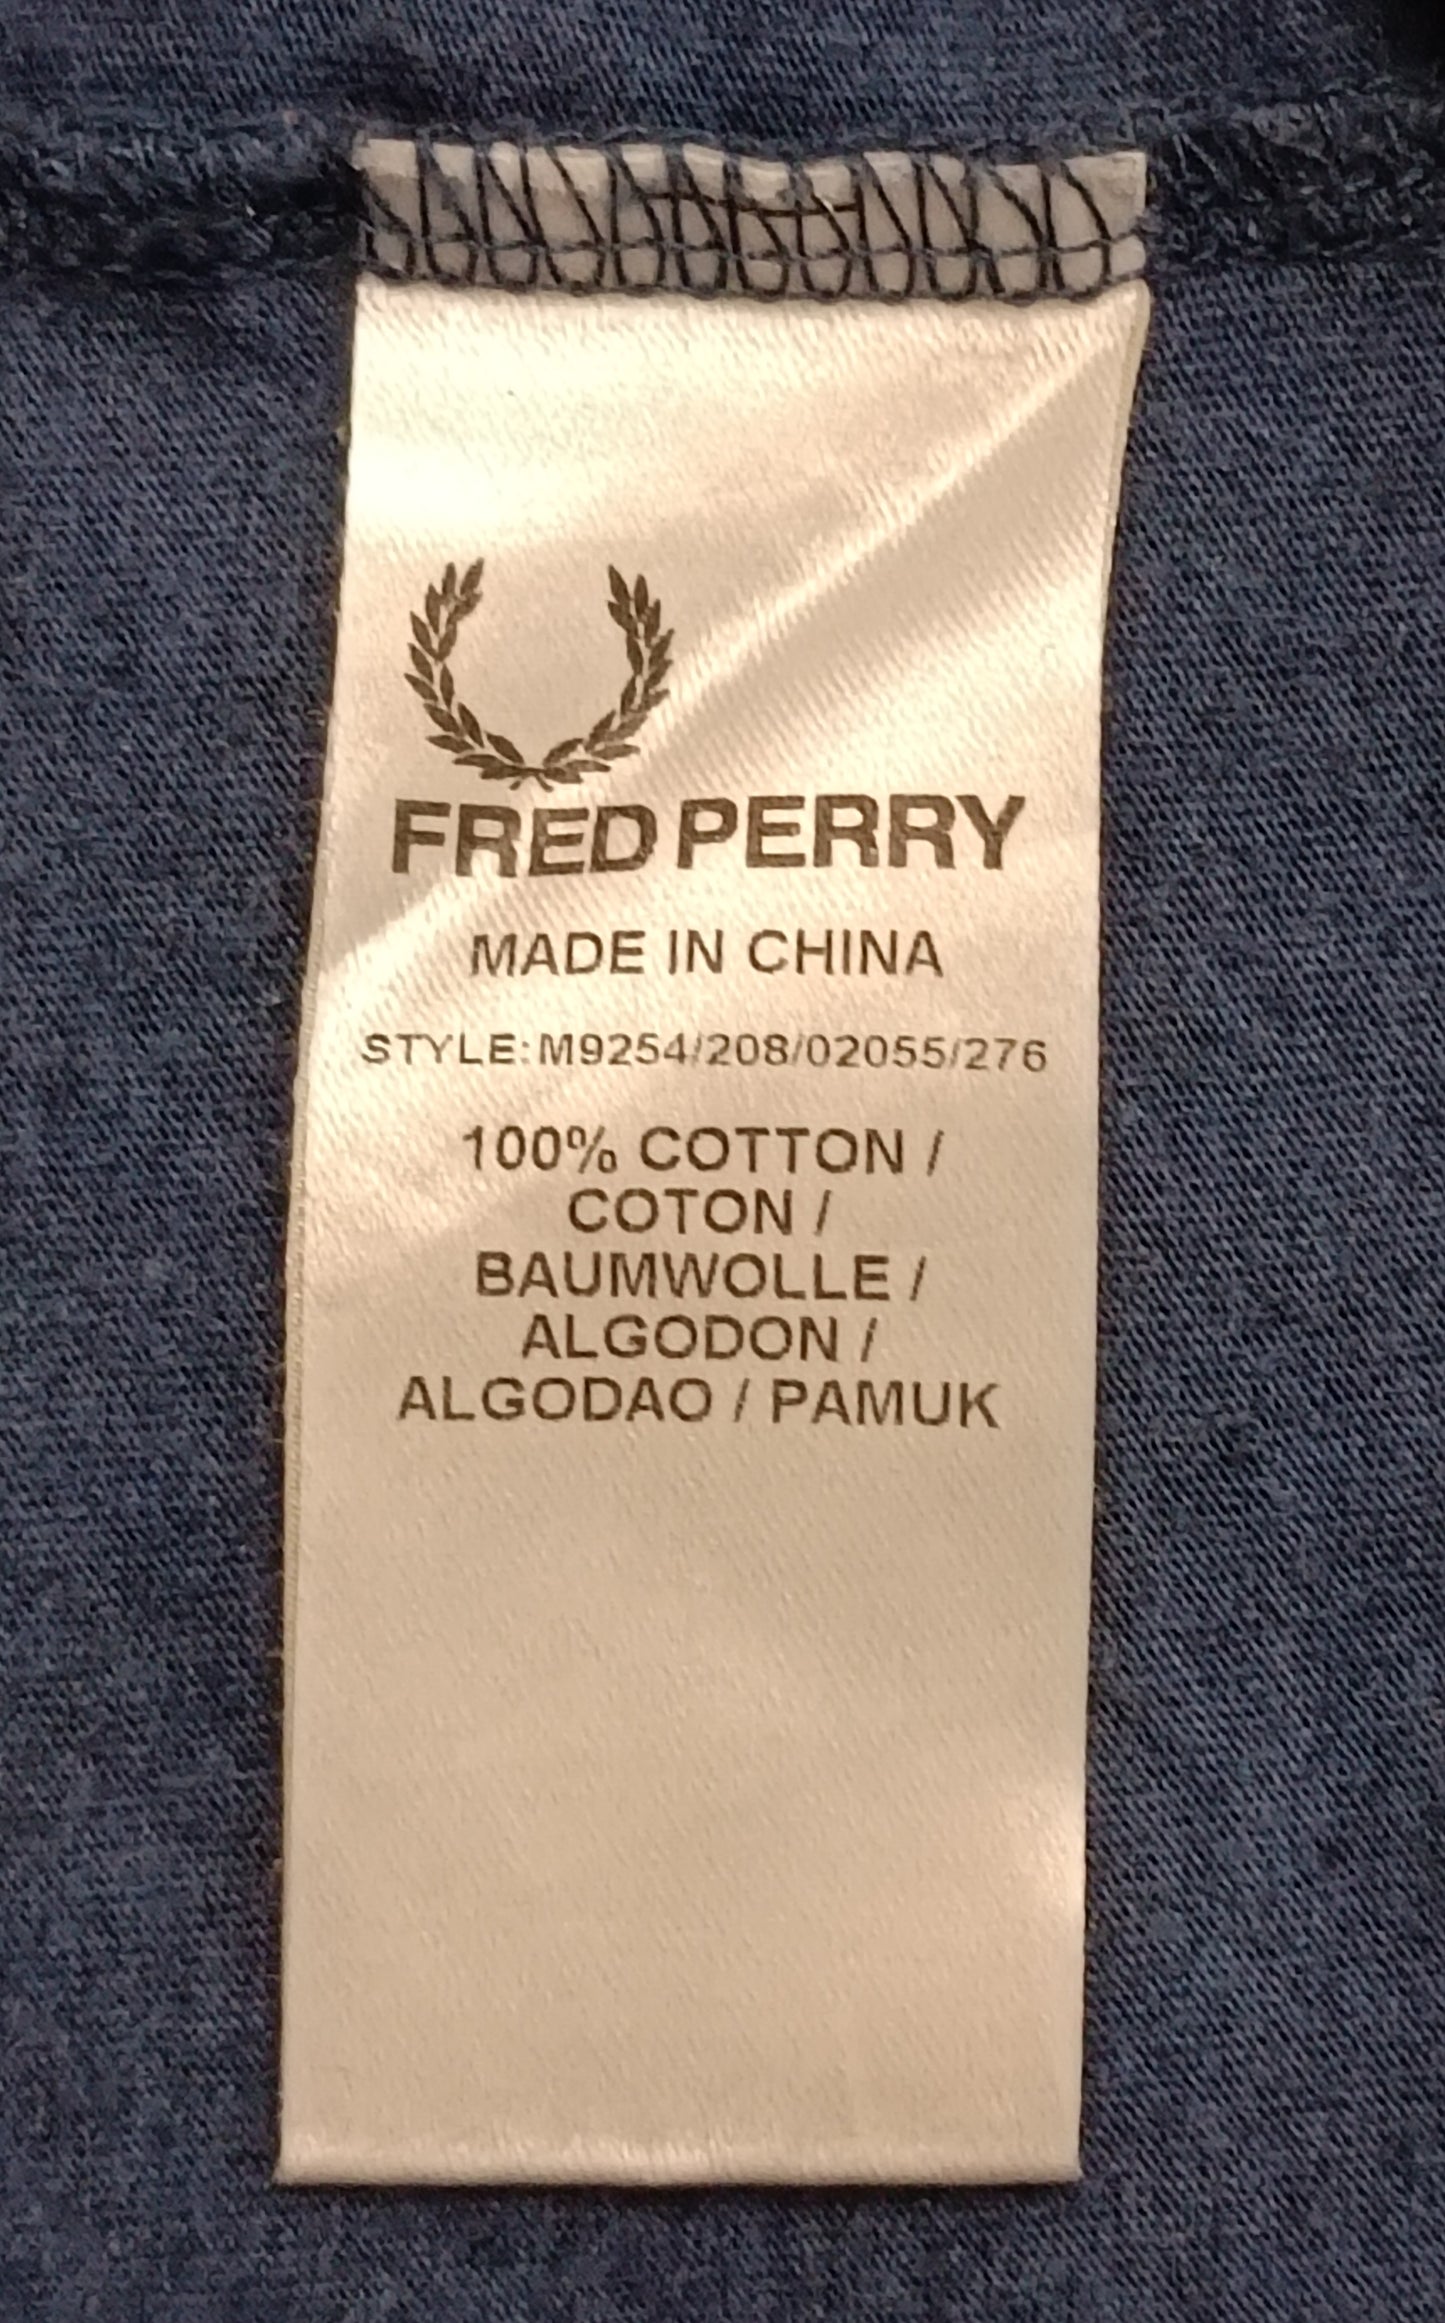 FRED PERRY
MADE IN CHINA
STYLE:M9254/208/02055/276
100% COTTON /
COTON /
BAUMWOLLE /
ALGODON /
ALGODAO / PAMUK